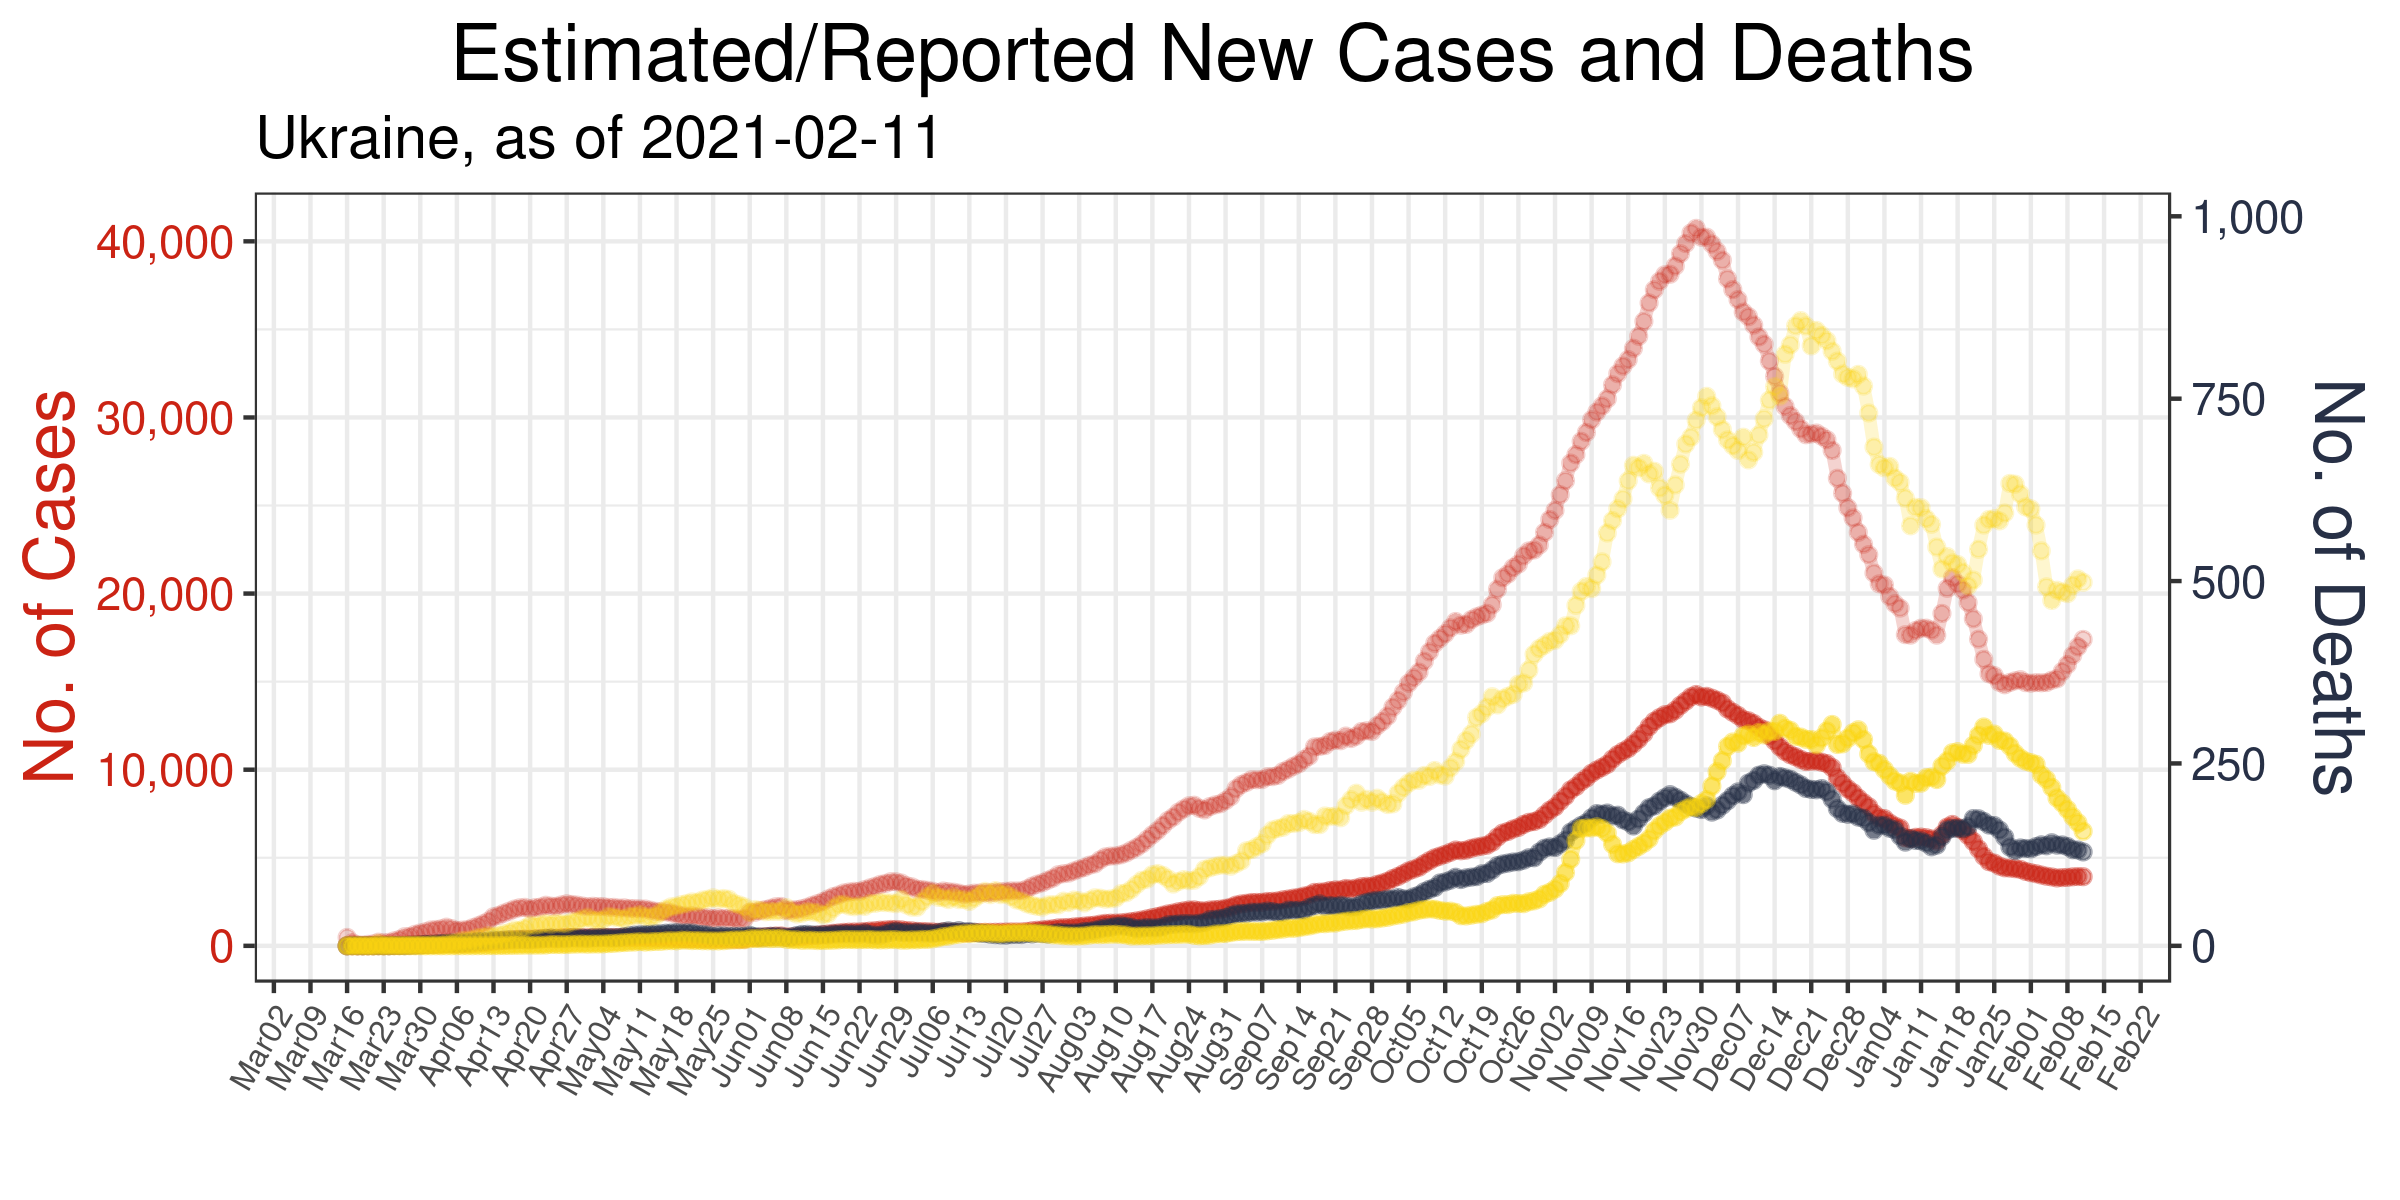 Estimated/Reported New Cases and Deaths
Ukraine, as of 2021-02-11
No. of Cases
40,000
30,000
20,000
10,000
0
1,000
750
500
250
0
No. of Deaths
Mar02
Mar09
Mar16
Mar23
Mar30
Apr06
Apr13
Apr20
Apr27
May04
May11
May18
May25
Jun01
Jun08
Jun15
Jun22
Jun29
Jul06
Jul13
Jul20
Jul27
Aug03
Aug10
Aug17
Aug24
Aug31
Sep07
Sep14
Sep21
Sep28
Oct05
Oct12
Oct19
Oct26
Nov02
Nov09
Nov16
Nov23
Nov30
Dec07
Dec14
Dec21
Dec28
Jan04
Jan11
Jan18
Jan25
Feb01
Feb08
Feb15
Feb22